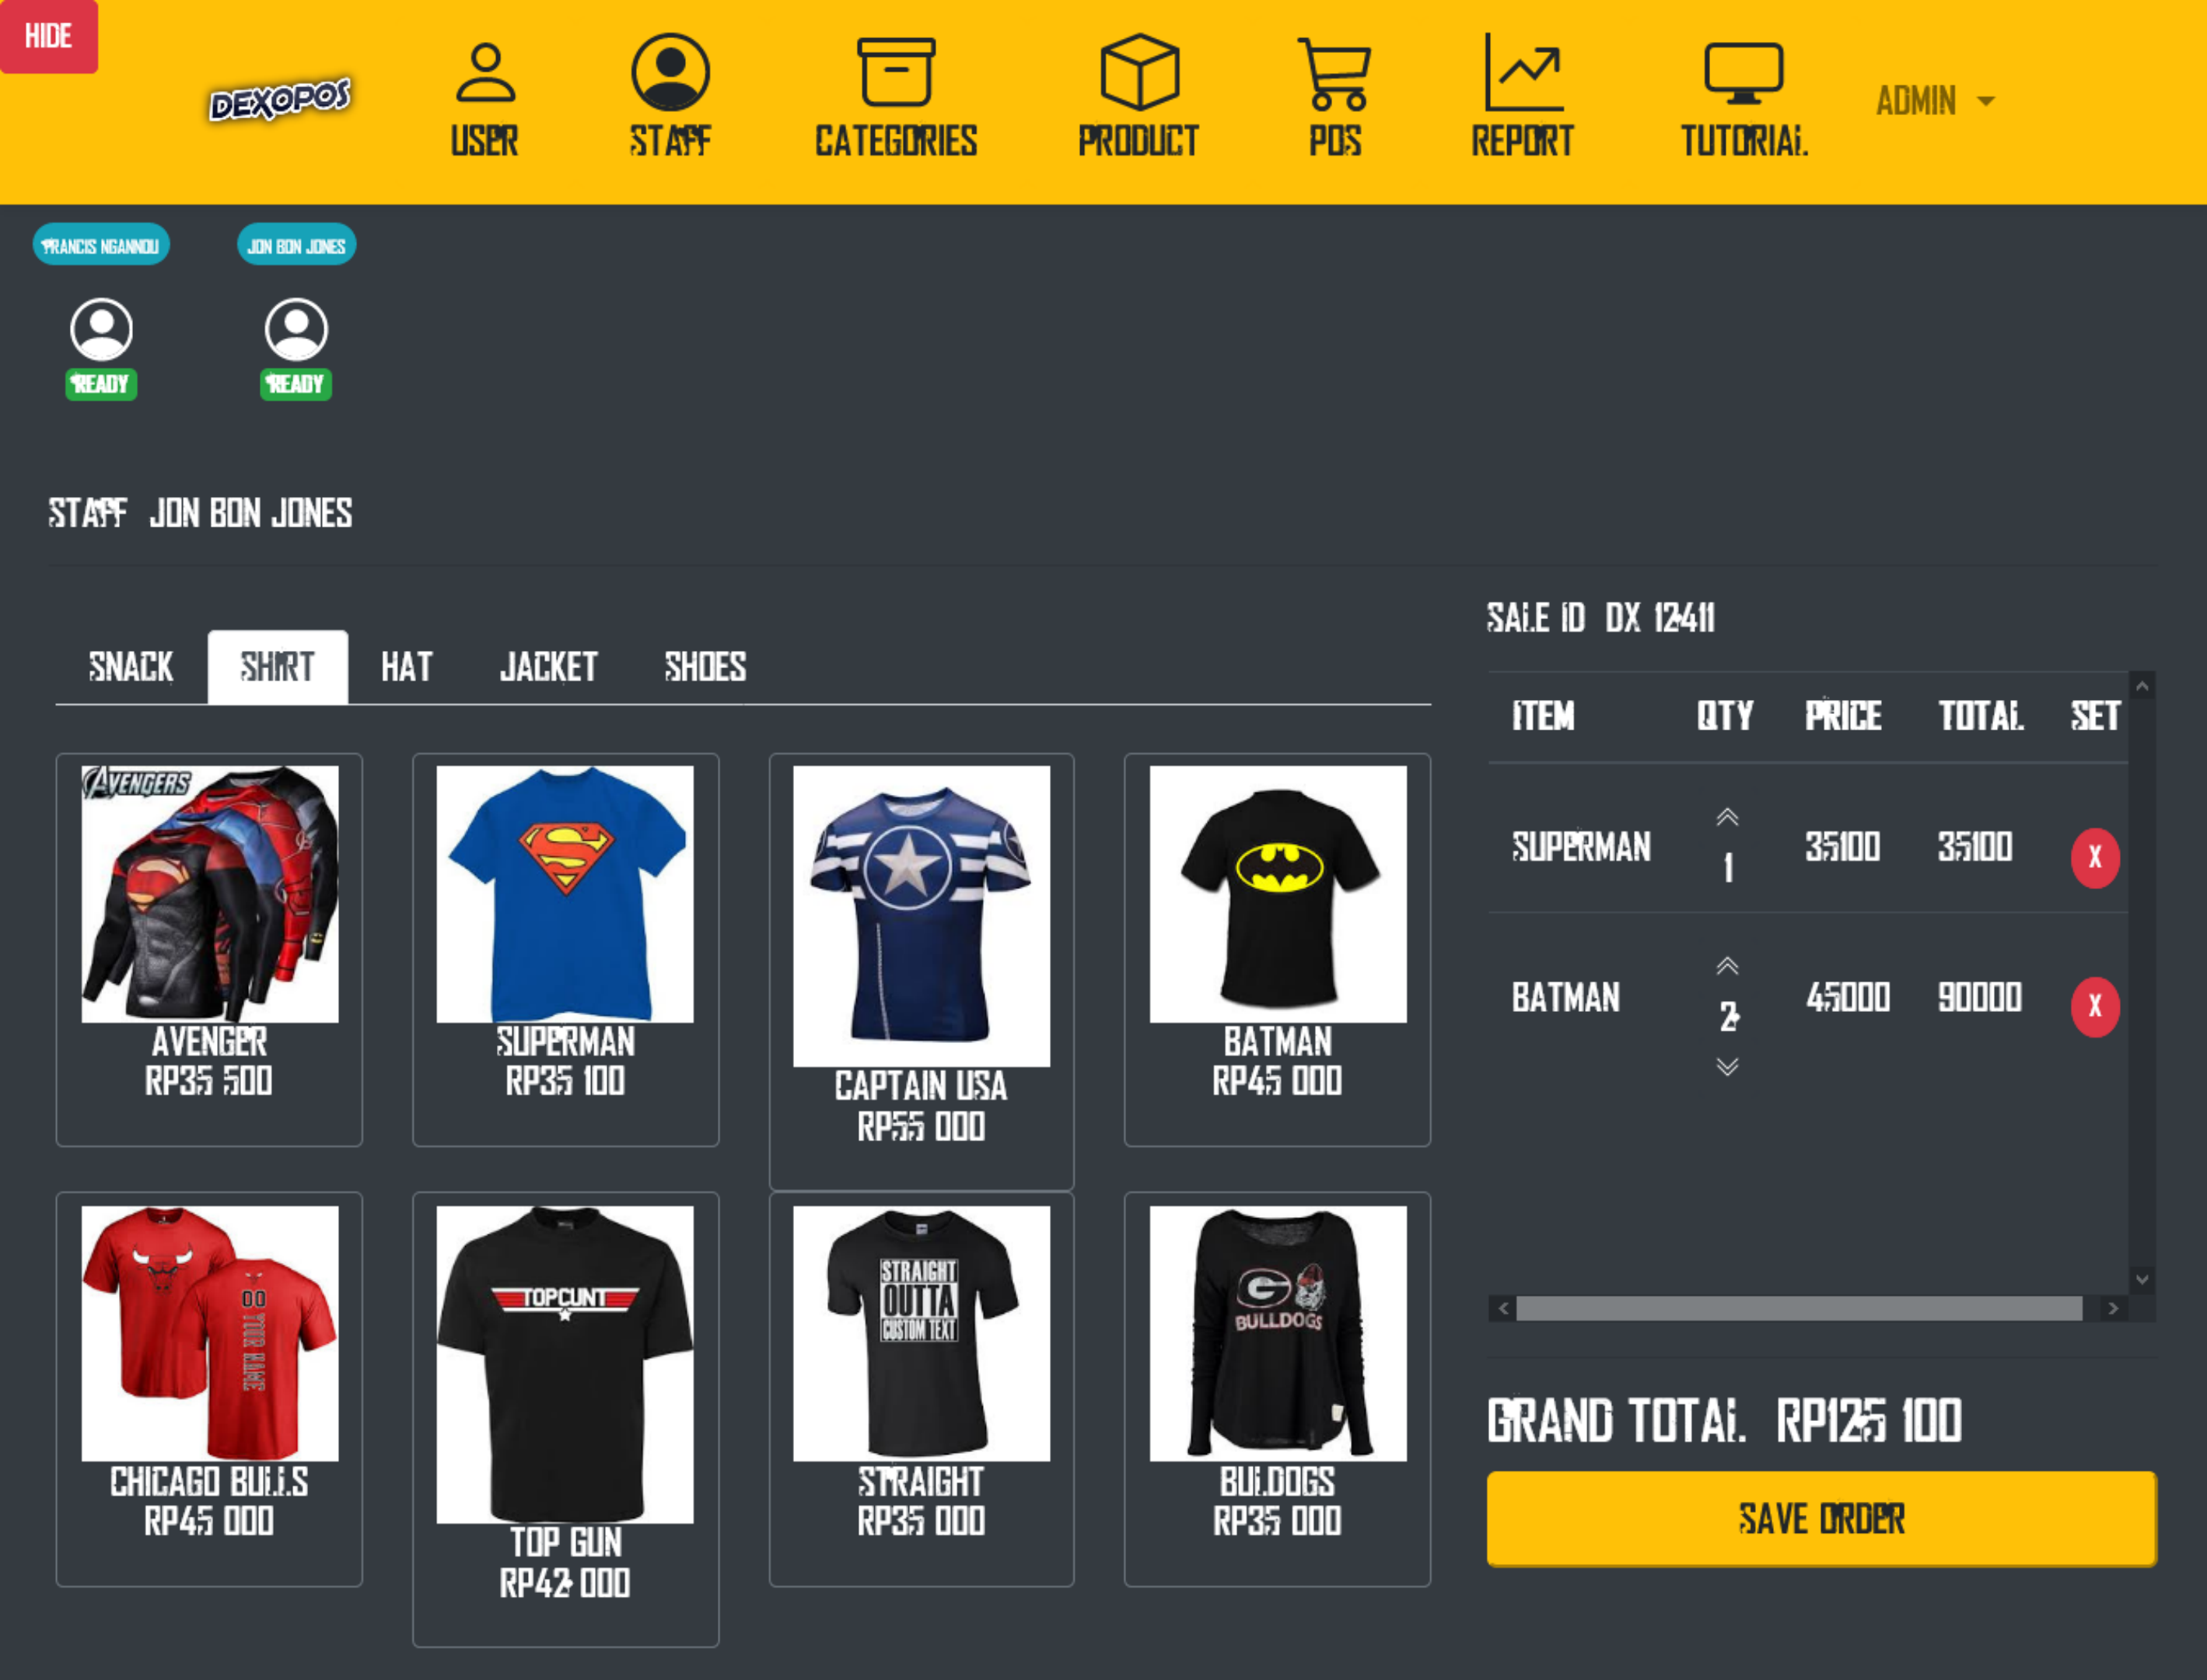 HIDE
DEXOPOS
USER
STAFF
CATEGORIES
PRODUCT
POS
REPORT
TUTORIAL
ADMIN
FRANCIS NGANNOU
JON BON JONES
READY
READY
STAFF JON BON JONES
SNACK
SHIRT
HAT
JACKET
SHOES
AVENGERS
AVENGER
RP35 500
SUPERMAN
RP35 100
CAPTAIN USA
RP55 000
BATMAN
RP45 000
00
YOUR NAME
CHICAGO BULLS
RP45 000
TOPCUNT
TOP GUN
RP42 000
STRAIGHT
OUTTA
CUSTOM TEXT
STRAIGHT
RP35 000
G
BULLDOGS
BULDOGS
RP35 000
SALE ID DX 12411
ITEM QTY PRICE TOTAL SET
SUPERMAN 1 35100 35100 X
BATMAN 2 45000 90000 X
GRAND TOTAL RP125 100
SAVE ORDER